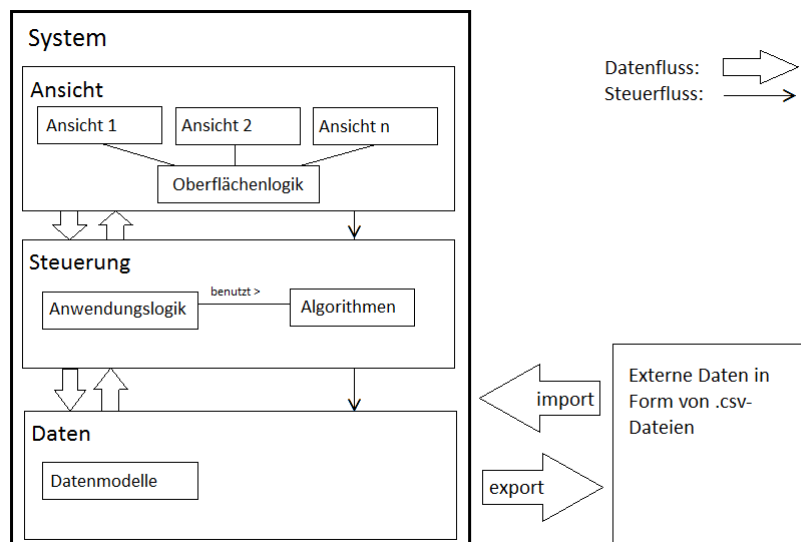 System
Ansicht
Ansicht 1
Ansicht 2
Ansicht n
Oberflächenlogik
Datenfluss:
Steuerfluss:
Steuerung
Anwendungslogik
benutzt >
Algorithmen
Daten
Datenmodelle
import
export
Externe Daten in
Form von .csv-
Dateien